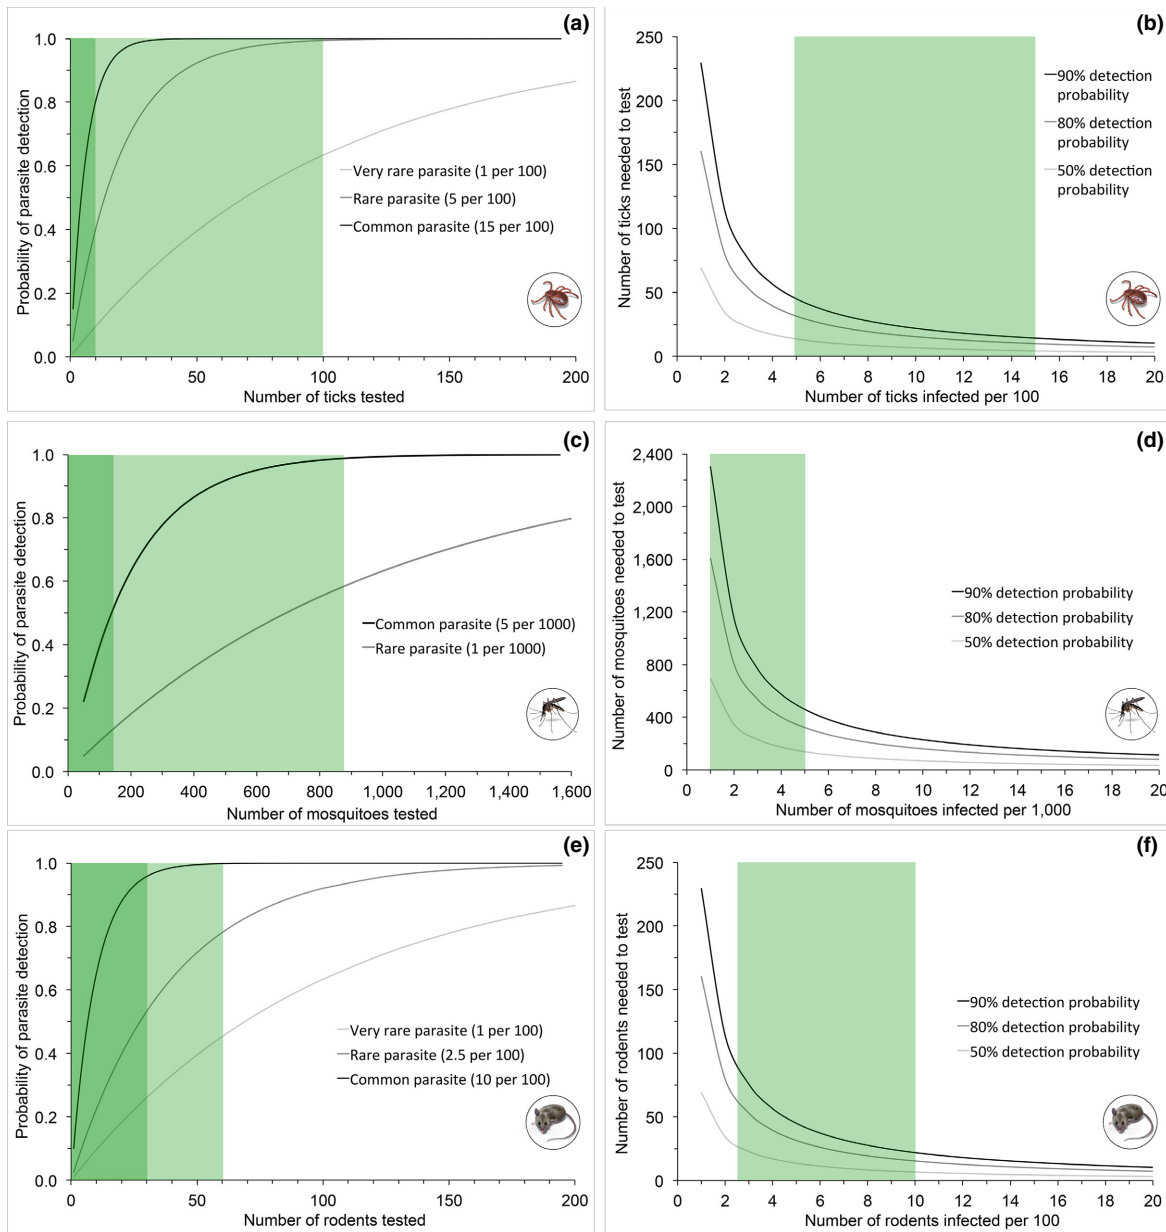 (a)
Probability of parasite detection
1.0
0.8
0.6
0.4
0.2
0.0
Very rare parasite (1 per 100)
Rare parasite (5 per 100)
Common parasite (15 per 100)
0 50 100 150 200
Number of ticks tested
(b)
Number of ticks needed to test
250
200
150
100
50
0
90% detection
probability
80% detection
probability
50% detection
probability
0 2 4 6 8 10 12 14 16 18 20
Number of ticks infected per 100
(c)
Probability of parasite detection
1.0
0.8
0.6
0.4
0.2
0.0
Common parasite (5 per 1000)
Rare parasite (1 per 1000)
0 200 400 600 800 1,000 1,200 1,400 1,600
Number of mosquitoes tested
(d)
Number of mosquitoes needed to test
2,400
2,000
1,600
1,200
800
400
0
90% detection probability
80% detection probability
50% detection probability
0 2 4 6 8 10 12 14 16 18 20
Number of mosquitoes infected per 1,000
(e)
Probability of parasite detection
1.0
0.8
0.6
0.4
0.2
0.0
Very rare parasite (1 per 100)
Rare parasite (2.5 per 100)
Common parasite (10 per 100)
0 50 100 150 200
Number of rodents tested
(f)
Number of rodents needed to test
250
200
150
100
50
0
90% detection probability
80% detection probability
50% detection probability
0 2 4 6 8 10 12 14 16 18 20
Number of rodents infected per 100